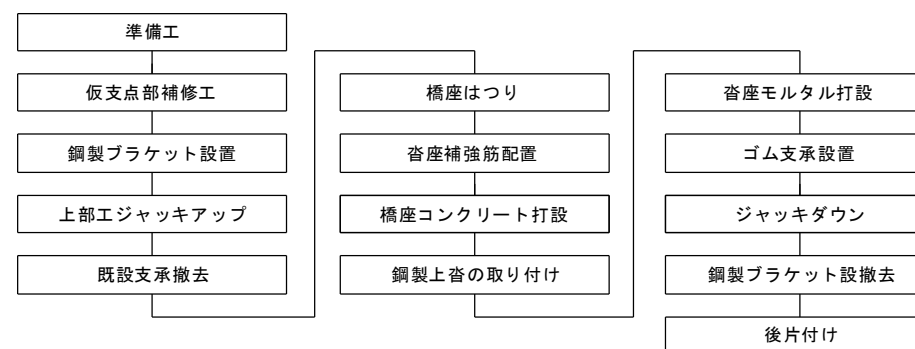 準備工
仮支点部補修工
鋼製ブラケット設置
上部工ジャッキアップ
既設支承撤去
橋座はつり
沓座補強筋配置
橋座コンクリート打設
鋼製上沓の取り付け
沓座モルタル打設
ゴム支承設置
ジャッキダウン
鋼製ブラケット設撤去
後片付け